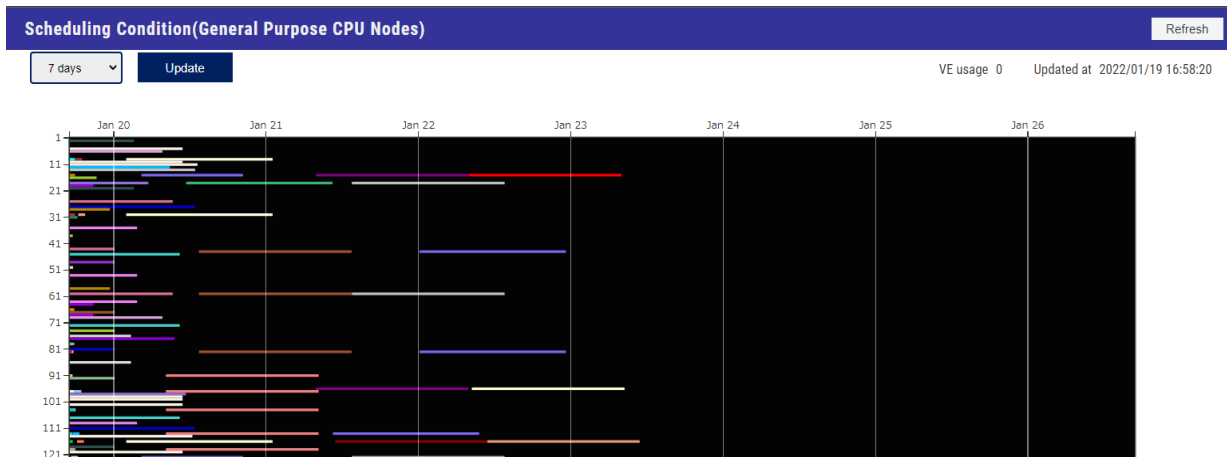 Scheduling Condition(General Purpose CPU Nodes)
Refresh
7 days
Update
VE usage 0
Updated at 2022/01/19 16:58:20
Jan 20
Jan 21
Jan 22
Jan 23
Jan 24
Jan 25
Jan 26
1
11
21
31
41
51
61
71
81
91
101
111
121